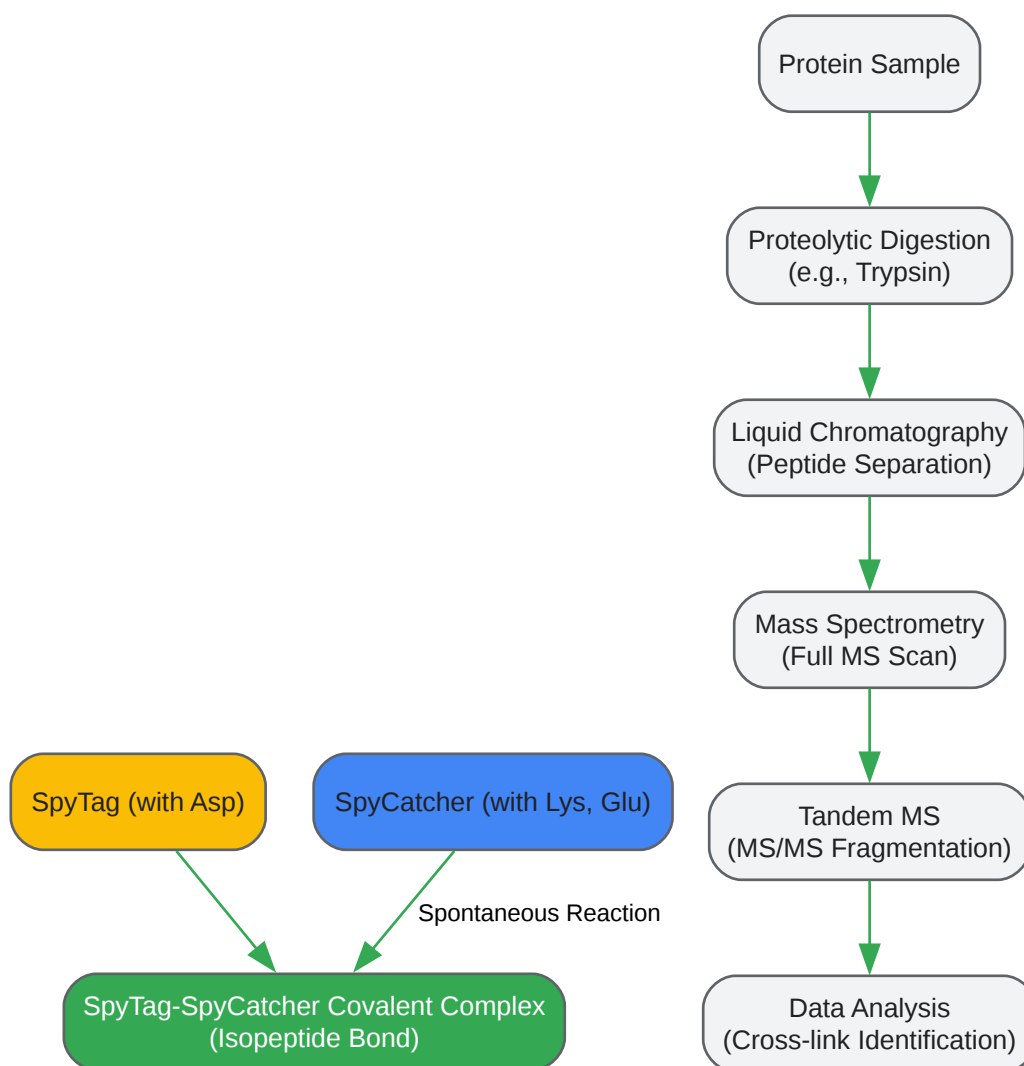 Protein Sample
Proteolytic Digestion
(e.g., Trypsin)
Liquid Chromatography
(Peptide Separation)
Mass Spectrometry
(Full MS Scan)
SpyTag (with Asp)
SpyCatcher (with Lys, Glu)
Tandem MS
(MS/MS Fragmentation)
Spontaneous Reaction
SpyTag-SpyCatcher Covalent Complex
(Isopeptide Bond)
Data Analysis
(Cross-link Identification)